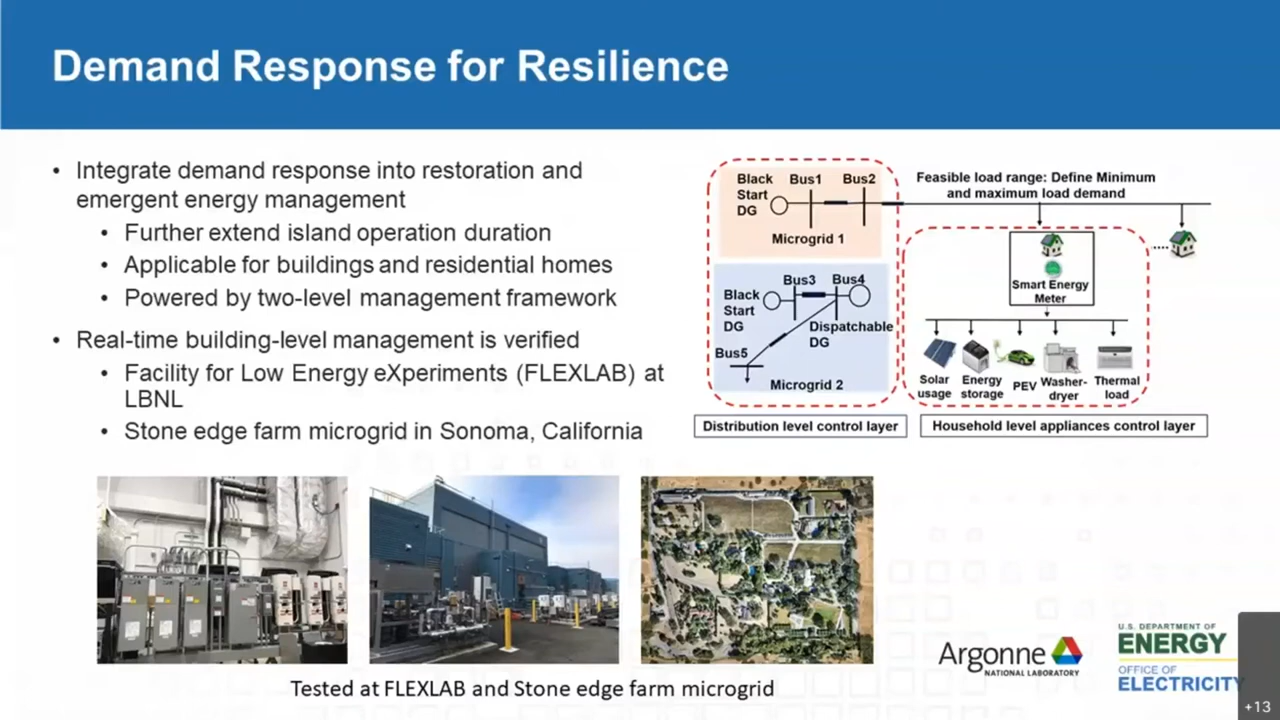 Demand Response for Resilience
• Integrate demand response into restoration and
emergent energy management
• Further extend island operation duration
• Applicable for buildings and residential homes
• Powered by two-level management framework
• Real-time building-level management is verified
• Facility for Low Energy eXperiments (FLEXLAB) at
LBNL
• Stone edge farm microgrid in Sonoma, California
Black
Start
DG
Bus1
Bus2
Microgrid 1
Feasible load range: Define Minimum
and maximum load demand
Bus3
Bus4
Black
Start
DG
Dispatchable
DG
Bus5
Microgrid 2
Smart Energy
Meter
Solar
usage
Energy
storage
PEV
Washer-
dryer
Thermal
load
Distribution level control layer
Household level appliances control layer
Tested at FLEXLAB and Stone edge farm microgrid
Argonne
NATIONAL LABORATORY
U.S. DEPARTMENT OF
ENERGY
OFFICE OF
ELECTRICITY
+13